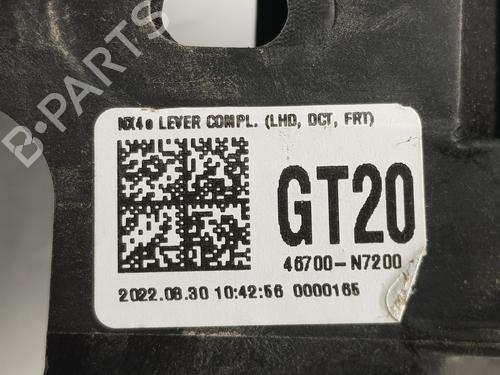 B-PARTS
NX4e LEVER COMPL. (LHD, DCT, FRT)
GT20
46700-N7200
2022.08.30 10:42:56 0000165